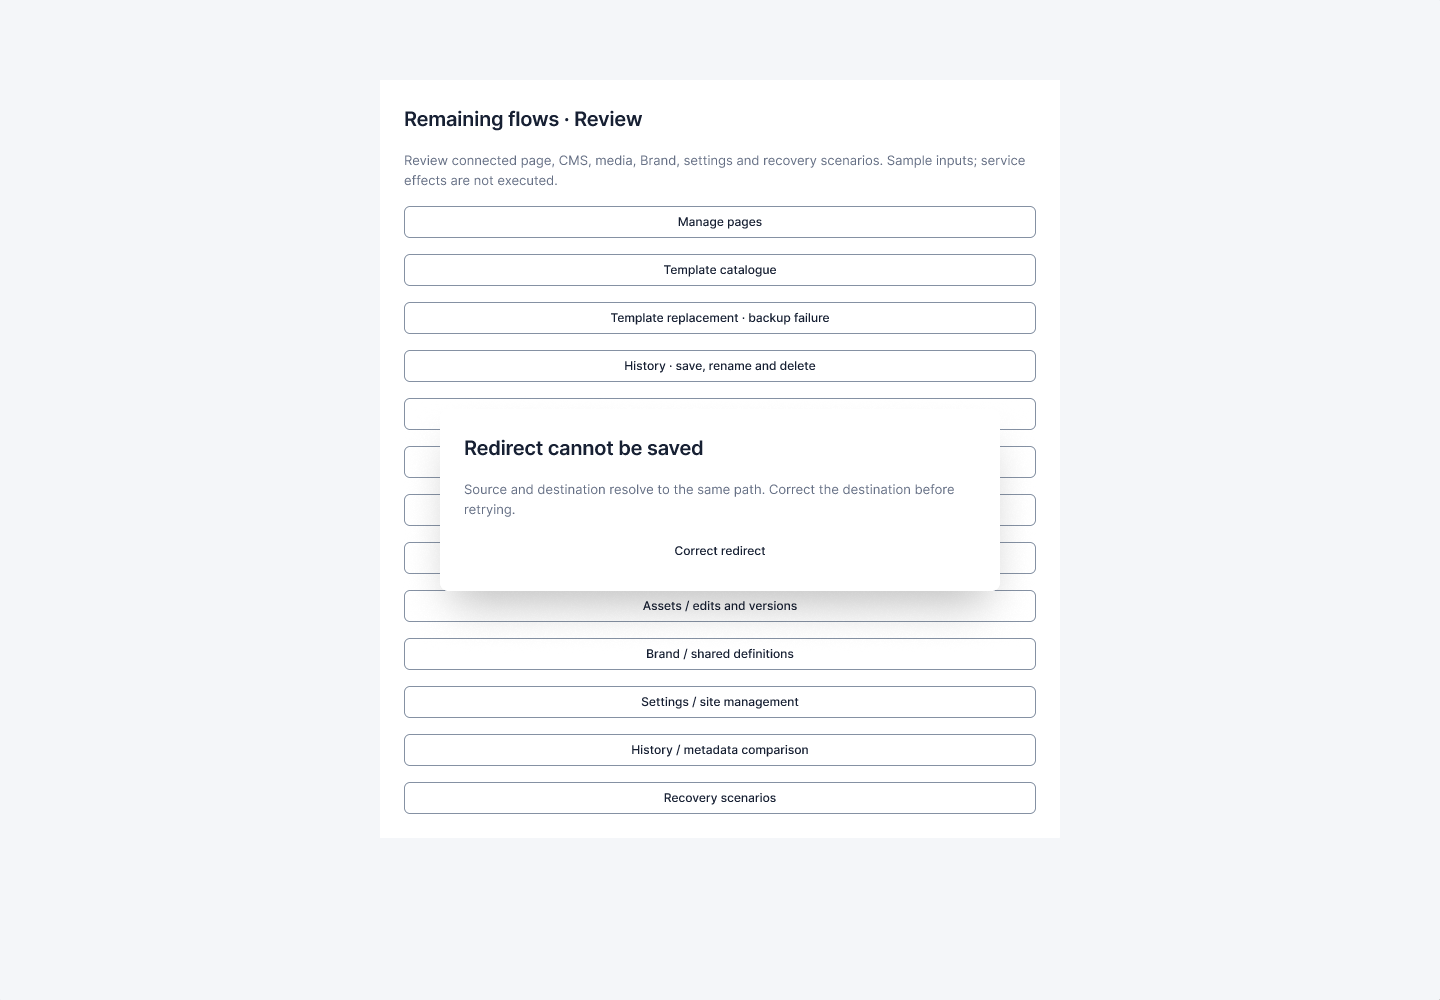 Remaining flows · Review
Review connected page, CMS, media, Brand, settings and recovery scenarios. Sample inputs; service
effects are not executed.
Manage pages
Template catalogue
Template replacement · backup failure
History · save, rename and delete
Redirect cannot be saved
Source and destination resolve to the same path. Correct the destination before
retrying.
Correct redirect
Assets / edits and versions
Brand / shared definitions
Settings / site management
History / metadata comparison
Recovery scenarios